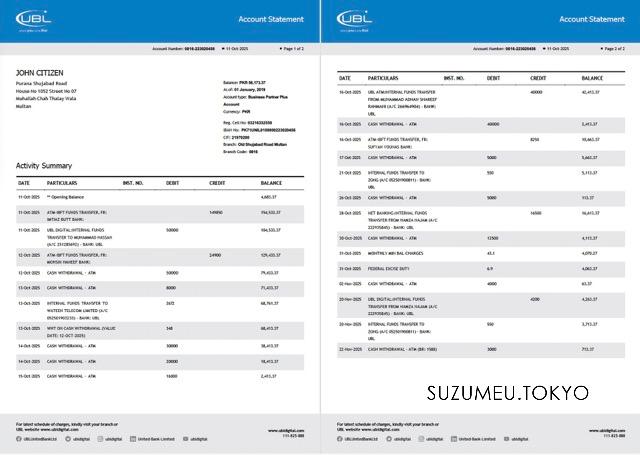 UBL
where you come first
Account Statement
Account Number: 0816-223020456 • 11-Oct-2025 • Page 1 of 2
JOHN CITIZEN
Purana Shujabad Road
House No 1052 Street No 07
Mahallah Chah Thalay Wala
Multan
Balance: PKR 56,173.37
As of: 01 January, 2019
Account type: Business Partner Plus
Account
Currency: PKR
Reg. Cell No: 03216332550
CIF: 21970200
Branch: Old Shujabad Road Multan
Branch Code: 0816
Activity Summary
DATE PARTICULARS INST. NO. DEBIT CREDIT BALANCE
11-Oct-2025 ** Opening Balance 4,683.37
11-Oct-2025 ATM-IBFT FUNDS TRANSFER, FR: 149850 154,533.37
IMTIAZ BUTT BANK:
11-Oct-2025 UBL DIGITAL:INTERNAL FUNDS 50000 104,533.37
TRANSFER TO MUHAMMAD HASSAN
(A/C 231285692) - BANK: UBL
12-Oct-2025 ATM-IBFT FUNDS TRANSFER, FR: 24900 129,433.37
MOHSIN HAFEEZ BANK:
12-Oct-2025 CASH WITHDRAWAL - ATM 50000 79,433.37
13-Oct-2025 CASH WITHDRAWAL - ATM 8000 71,433.37
13-Oct-2025 INTERNAL FUNDS TRANSFER TO 2672 68,761.37
WATEEN TELECOM LIMITED (A/C
UBL
13-Oct-2025 WHT ON CASH WITHDRAWAL (VALUE 348 68,413.37
DATE: 12-OCT-2025)
14-Oct-2025 CASH WITHDRAWAL - ATM 30000 38,413.37
14-Oct-2025 CASH WITHDRAWAL - ATM 20000 18,413.37
15-Oct-2025 CASH WITHDRAWAL - ATM 16000 2,413.37
For latest schedule of charges, kindly visit your branch or
UBL website www.ubldigital.com
UBLUnitedBankLtd ubldigital ubldigital United-Bank-Limited ubldigital
www.ubldigital.com
111-825-888
UBL
where you come first
Account Statement
Account Number: 0816-223020456 • 11-Oct-2025 • Page 2 of 2
DATE PARTICULARS INST. NO. DEBIT CREDIT BALANCE
16-Oct-2025 UBL ATM:INTERNAL FUNDS TRANSFER 40000 42,413.37
FROM MUHAMMAD AZHAR SHAREEF
RAHMANI (A/C 266964904) - BANK:
UBL
16-Oct-2025 CASH WITHDRAWAL - ATM 40000 2,413.37
16-Oct-2025 ATM-IBFT FUNDS TRANSFER, FR: 8250 10,663.37
SUFYAN YOUNAS BANK:
17-Oct-2025 CASH WITHDRAWAL - ATM 5000 5,663.37
21-Oct-2025 INTERNAL FUNDS TRANSFER TO 550 5,113.37
ZONG (A/C 052501900811) - BANK:
UBL
26-Oct-2025 CASH WITHDRAWAL - ATM 5000 113.37
28-Oct-2025 NET BANKING:INTERNAL FUNDS 16500 16,613.37
TRANSFER FROM HAMZA NAJAM (A/C
222935845) - BANK: UBL
30-Oct-2025 CASH WITHDRAWAL - ATM 12500 4,113.37
31-Oct-2025 MONTHLY MIN BAL CHARGES 43.1 4,070.27
31-Oct-2025 FEDERAL EXCISE DUTY 6.9 4,063.37
02-Nov-2025 CASH WITHDRAWAL - ATM 4000 63.37
20-Nov-2025 UBL DIGITAL:INTERNAL FUNDS 4200 4,263.37
TRANSFER FROM HAMZA NAJAM (A/C
222935845) - BANK: UBL
20-Nov-2025 INTERNAL FUNDS TRANSFER TO 550 3,713.37
ZONG (A/C 052501900811) - BANK:
UBL
22-Nov-2025 CASH WITHDRAWAL - ATM (BR: 1588) 3000 713.37
SUZUMEU.TOKYO
For latest schedule of charges, kindly visit your branch or
UBL website www.ubldigital.com
UBLUnitedBankLtd ubldigital ubldigital United-Bank-Limited ubldigital
www.ubldigital.com
111-825-888